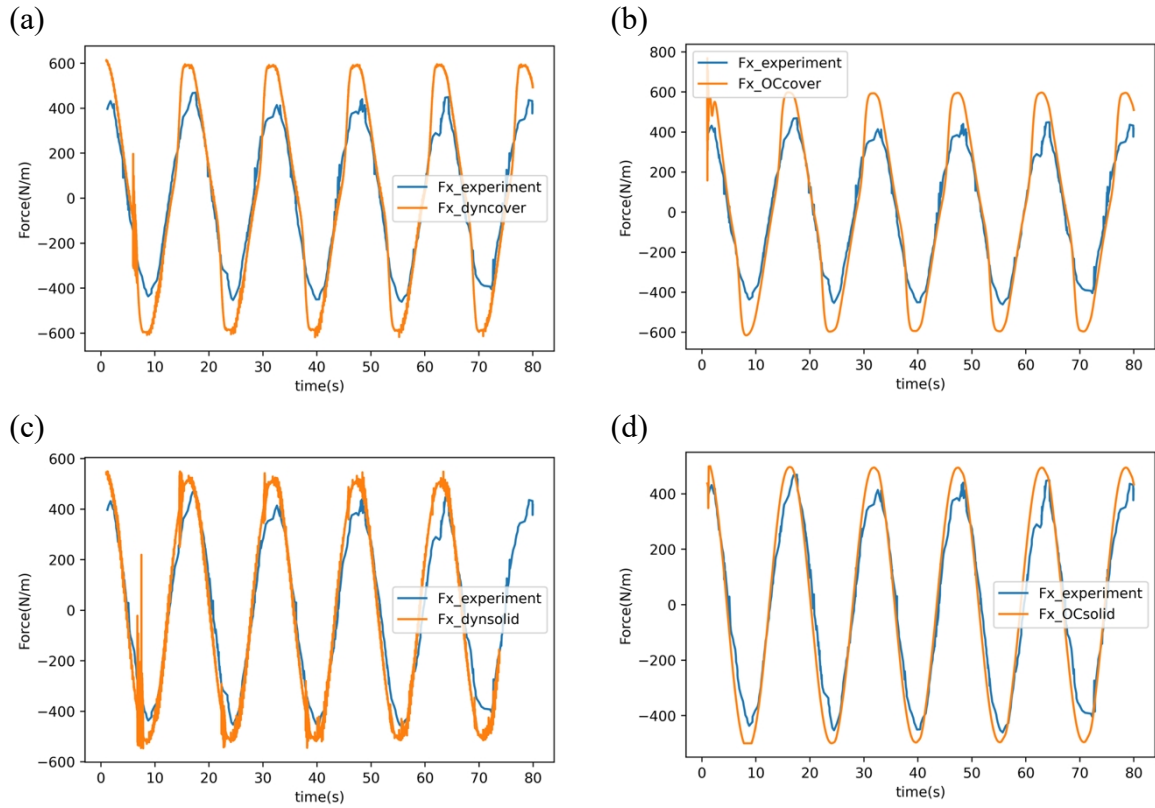 (a)
600
400
200
0
−200
−400
−600
Force(N/m)
Fx_experiment
Fx_dyncover
0 10 20 30 40 50 60 70 80
time(s)
(b)
800
600
400
200
0
−200
−400
−600
Force(N/m)
Fx_experiment
Fx_OCcover
0 10 20 30 40 50 60 70 80
time(s)
(c)
600
400
200
0
−200
−400
−600
Force(N/m)
Fx_experiment
Fx_dynsolid
0 10 20 30 40 50 60 70 80
time(s)
(d)
400
200
0
−200
−400
Force(N/m)
Fx_experiment
Fx_OCsolid
0 10 20 30 40 50 60 70 80
time(s)